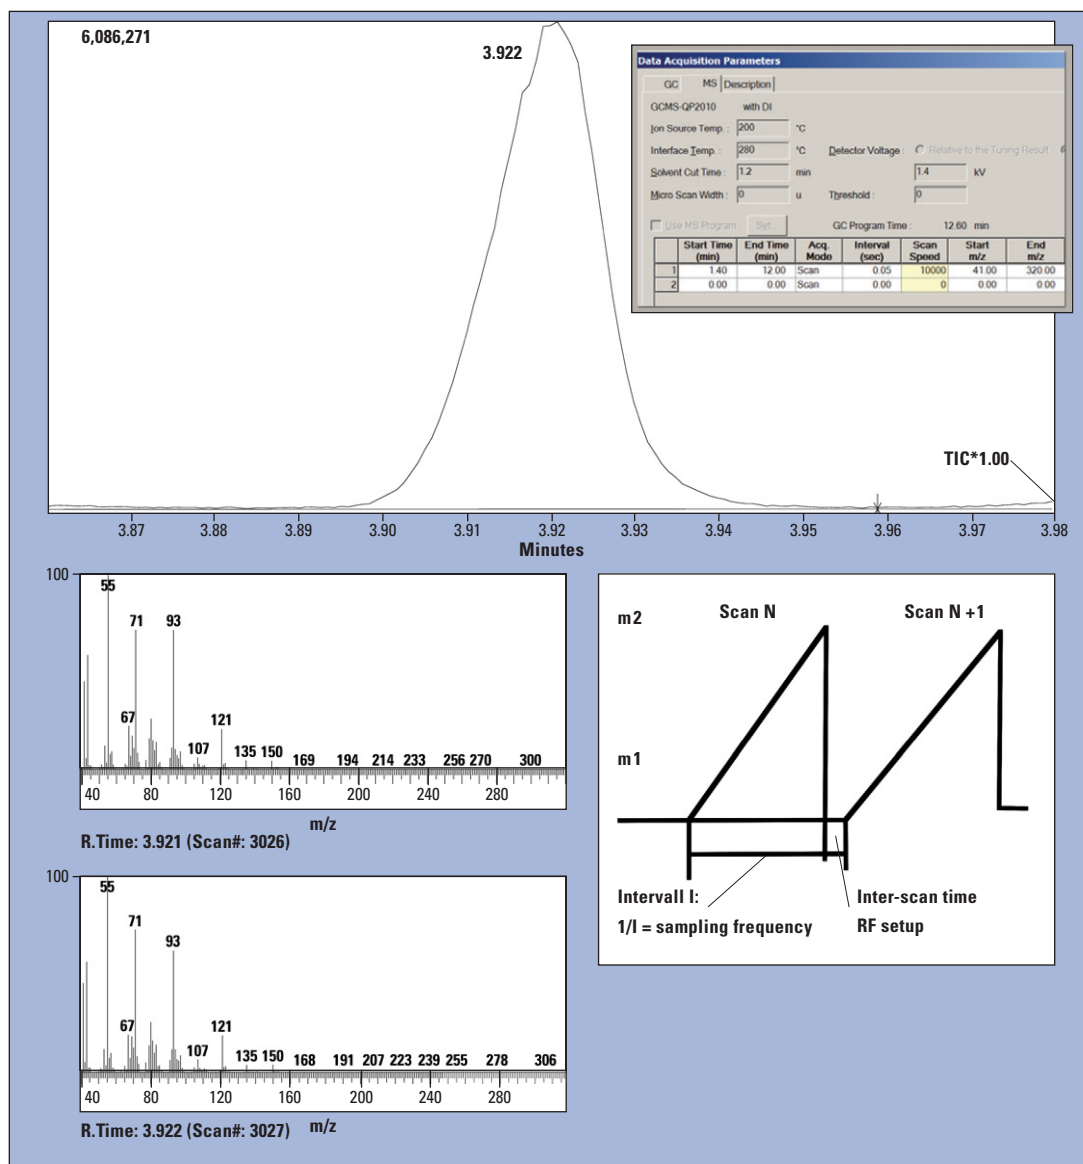 6,086,271
3.922
Data Acquisition Parameters
GC MS Description
GCMS-QP2010 with DI
Ion Source Temp. : 200 °C
Interface Temp. : 280 °C Detector Voltage : Relative to the Tuning Result
Solvent Cut Time : 1.2 min 1.4 kV
Micro Scan Width : 0 u Threshold : 0
Use MS Program : Set. GC Program Time : 12.60 min
Start Time (min) End Time (min) Acq. Mode Interval (sec) Scan Speed Start m/z End m/z
1 1.40 12.00 Scan 0.05 10000 41.00 320.00
2 0.00 0.00 Scan 0.00 0 0.00 0.00
TIC*1.00
3.87 3.88 3.90 3.91 3.92 3.93 3.94 3.95 3.96 3.97 3.98
Minutes
100
55
71 93
67 121
107 135 150 169 194 214 233 256 270 300
40 80 120 160 200 240 280
m/z
R.Time: 3.921 (Scan#: 3026)
100
55
71
93
67 121
107 135 150 168 191 207 223 239 255 278 306
40 80 120 160 200 240 280
R.Time: 3.922 (Scan#: 3027) m/z
m2 Scan N Scan N +1
m1
Intervall I:
1/I = sampling frequency
Inter-scan time
RF setup